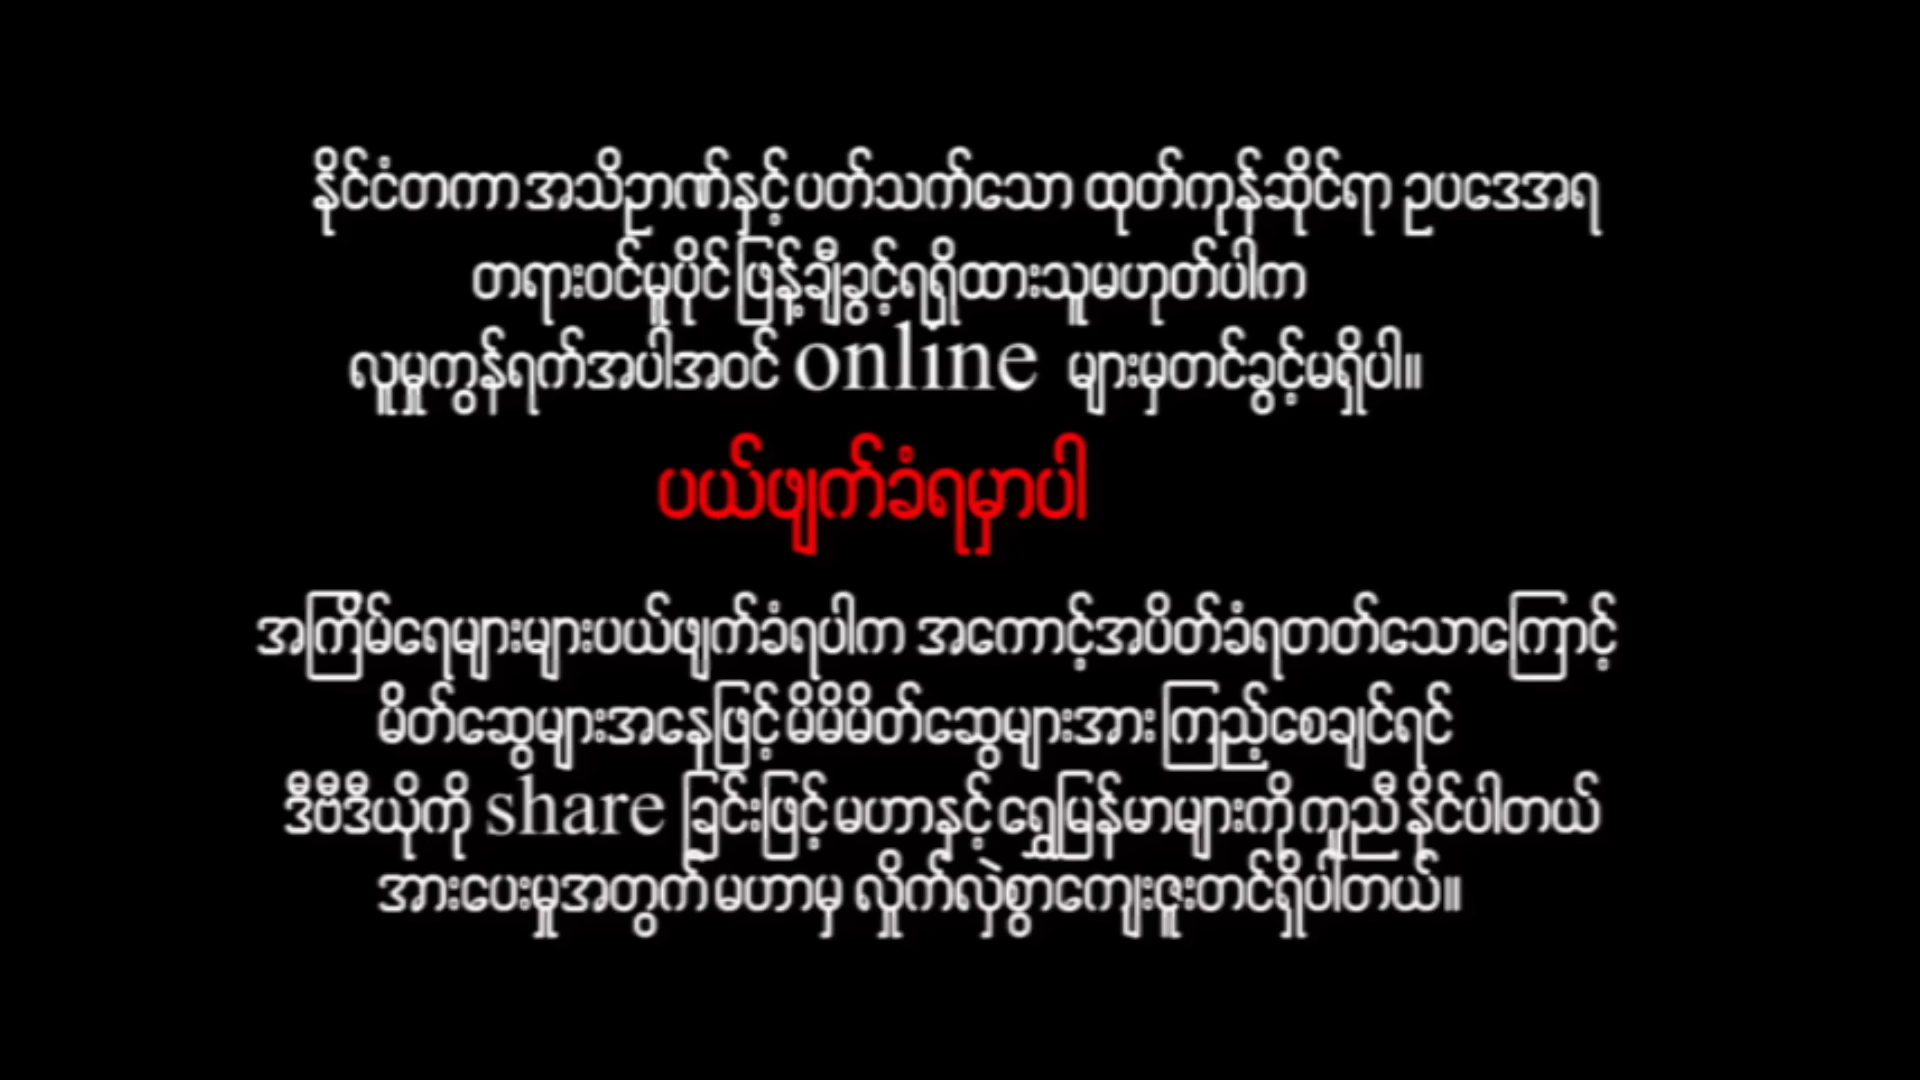 နိုင်ငံတကာ အသိဉာဏ်နှင့် ပတ်သက်သော ထုတ်ကုန်ဆိုင်ရာ ဥပဒေအရ
တရားဝင်မူပိုင် ဖြန့်ချီခွင့်ရရှိထားသူမဟုတ်ပါက
လူမှုကွန်ရက်အပါအဝင် online များမှတင်ခွင့်မရှိပါ။
ပယ်ဖျက်ခံရမှာပါ
အကြိမ်ရေများများပယ်ဖျက်ခံရပါက အကောင့်အပိတ်ခံရတတ်သောကြောင့်
မိတ်ဆွေများအနေဖြင့် မိမိမိတ်ဆွေများအား ကြည့်စေချင်ရင်
ဒီဗီဒီယိုကို share ခြင်းဖြင့် မဟာနှင့် ရွှေမြန်မာများကို ကူညီ နိုင်ပါတယ်
အားပေးမှုအတွက် မဟာမှ လှိုက်လှဲစွာကျေးဇူးတင်ရှိပါတယ်။